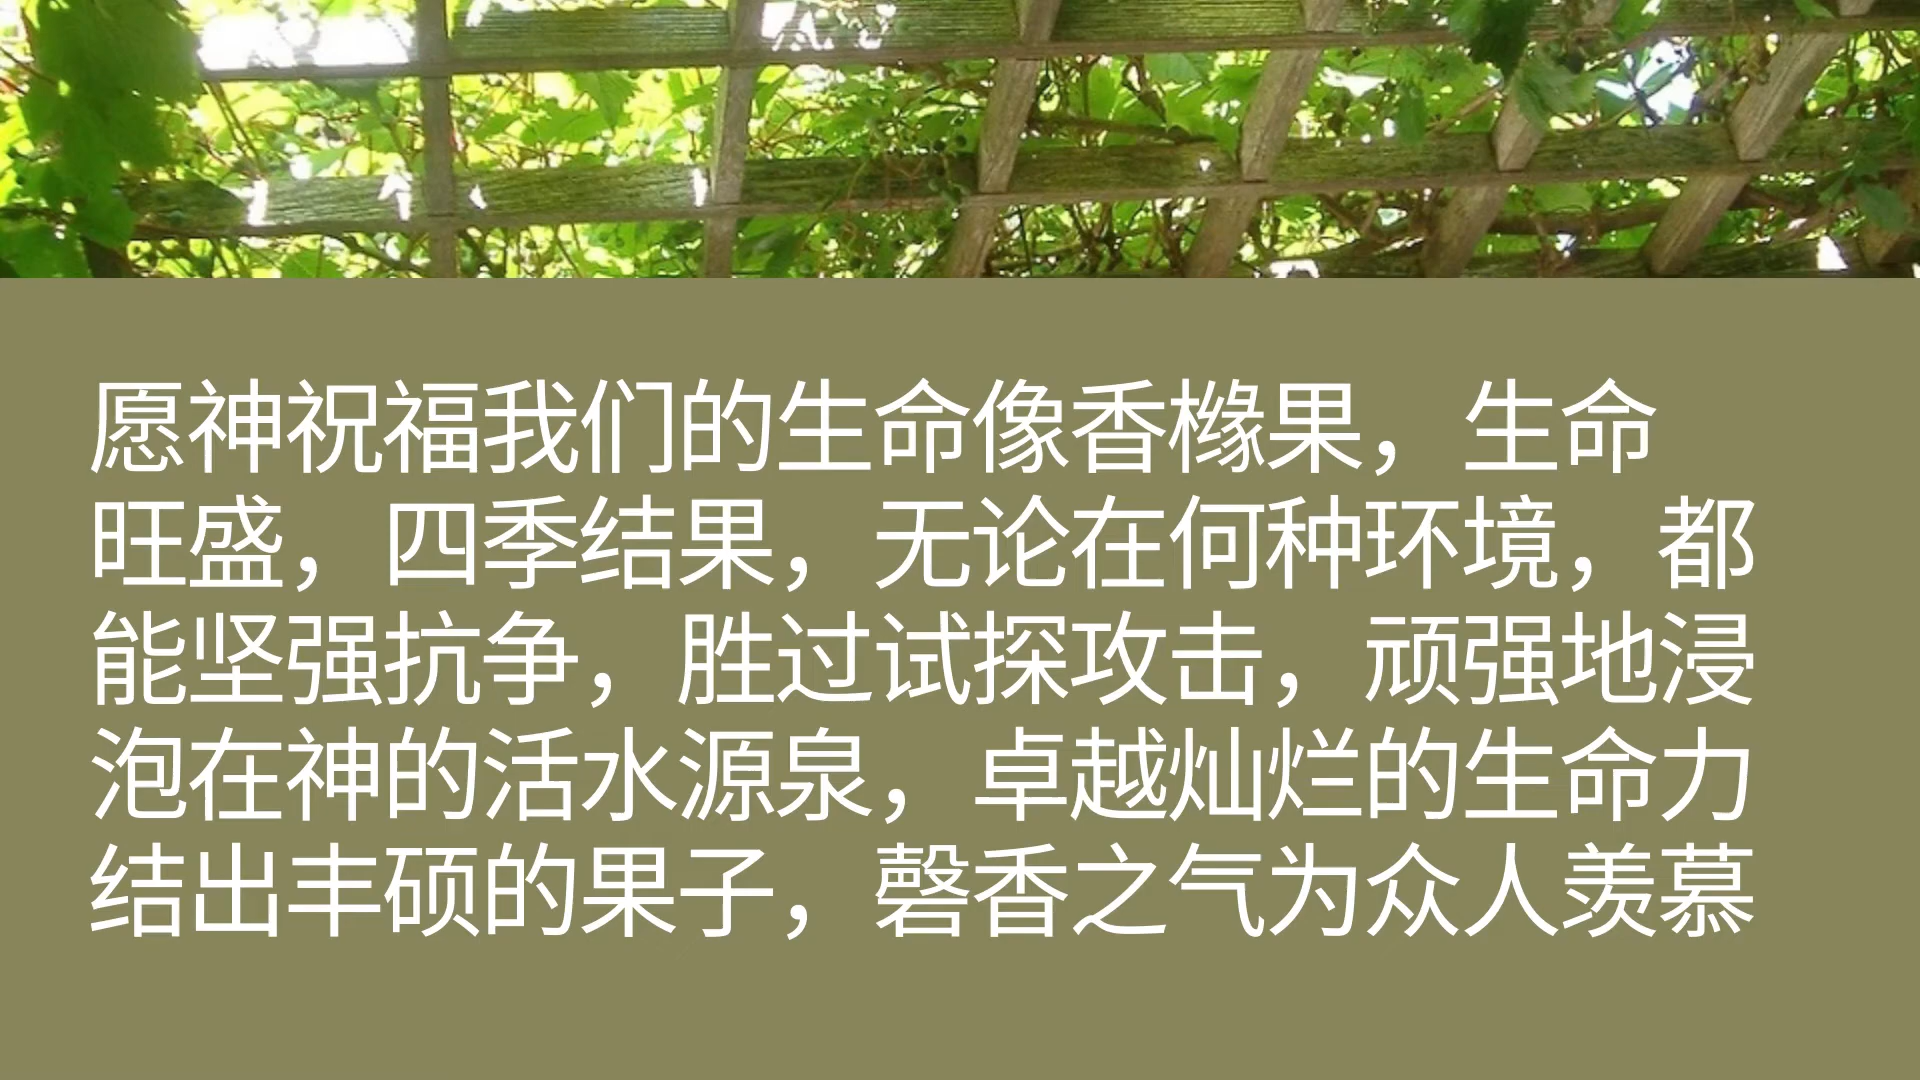 愿神祝福我们的生命像香橼果，生命
旺盛，四季结果，无论在何种环境，都
能坚强抗争，胜过试探攻击，顽强地浸
泡在神的活水源泉，卓越灿烂的生命力
结出丰硕的果子，磬香之气为众人羡慕